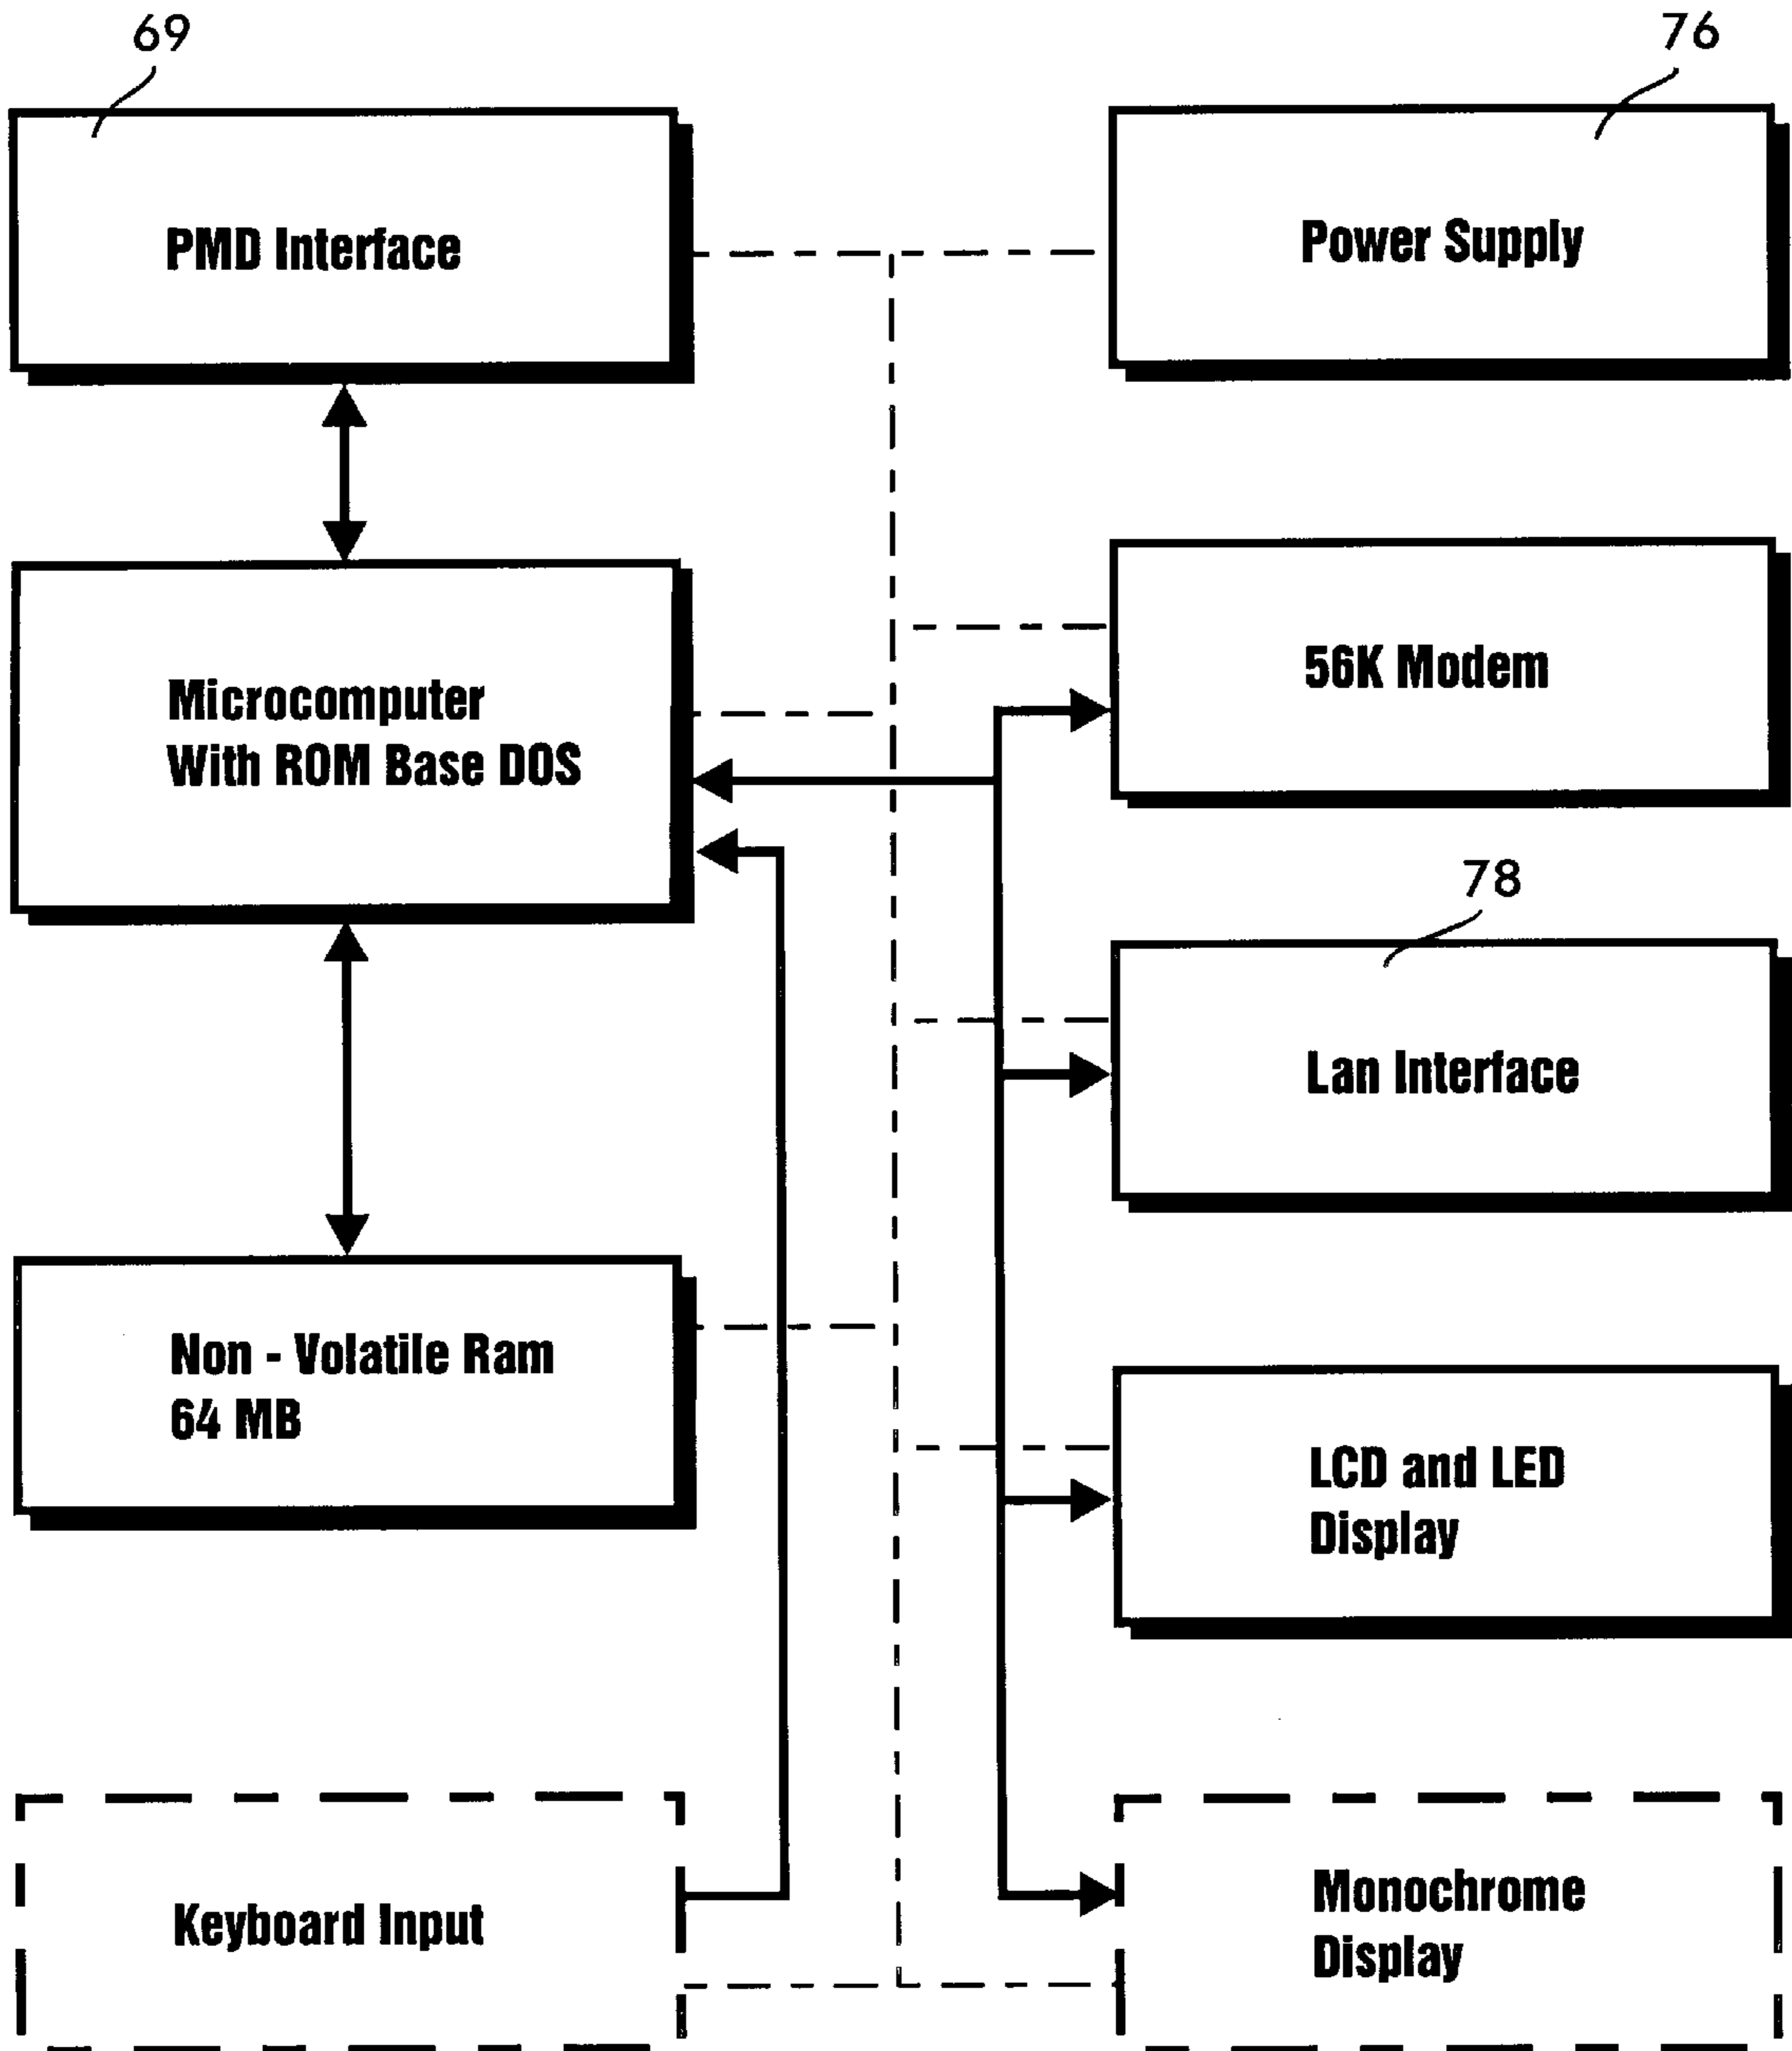 69
76
PMD Interface
Power Supply
Microcomputer
With ROM Base DOS
56K Modem
78
Lan Interface
Non - Volatile Ram
64 MB
LCD and LED
Display
Keyboard Input
Monochrome
Display